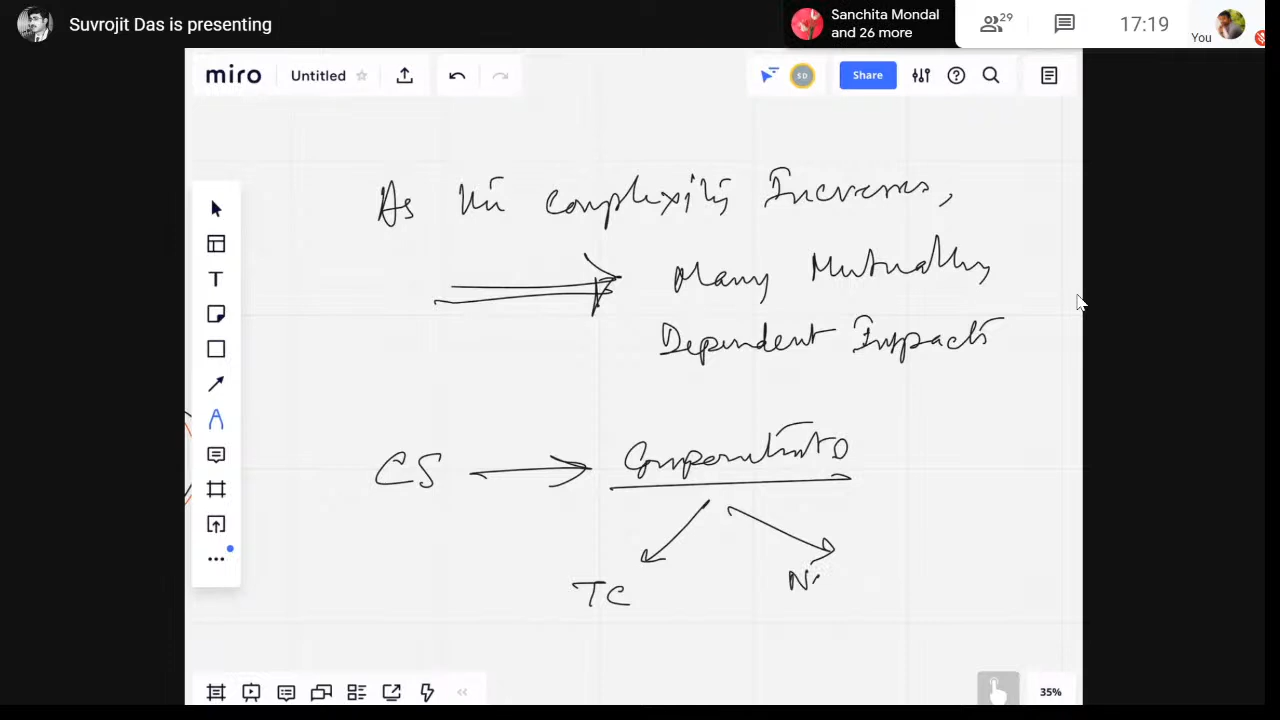 Suvrojit Das is presenting
Sanchita Mondal
and 26 more
29
17:19
You
miro
Untitled
SD
Share
As the complexity Increases,
Many Mutually
Dependent Impacts
CS
TC
35%